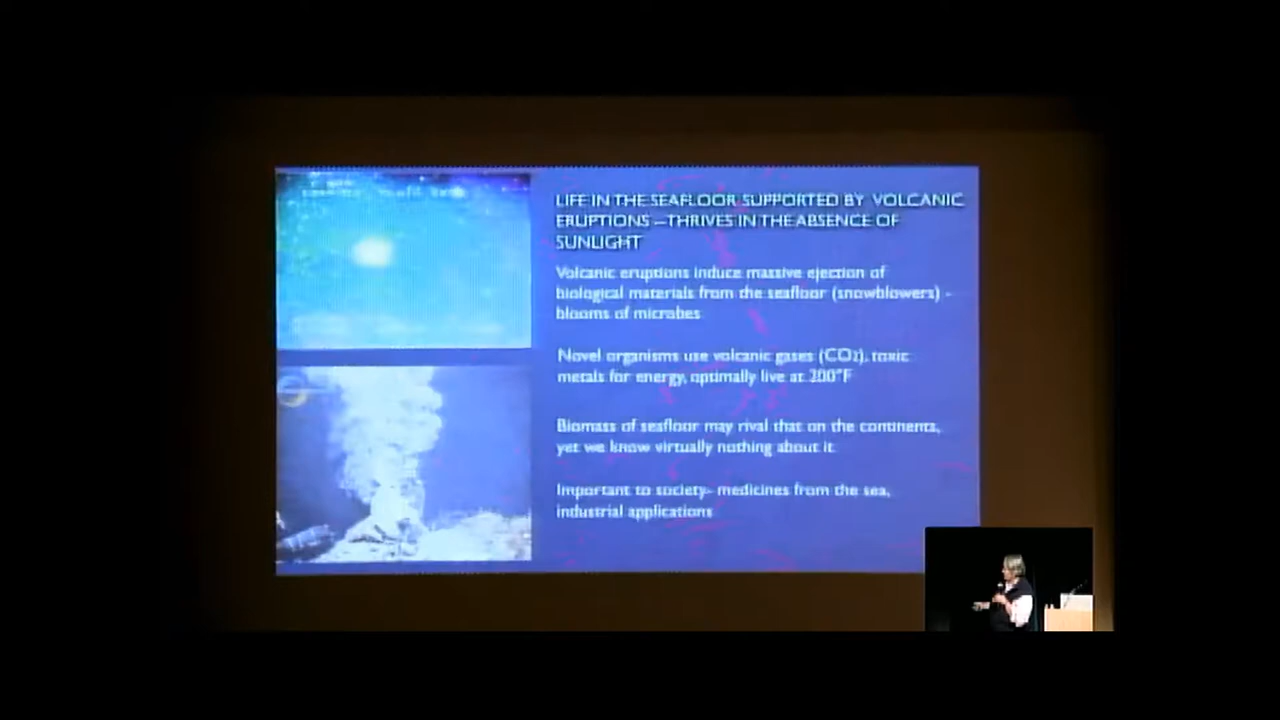 LIFE IN THE SEAFLOOR SUPPORTED BY VOLCANIC
ERUPTIONS –THRIVES IN THE ABSENCE OF
SUNLIGHT
Volcanic eruptions induce massive ejection of
biological materials from the seafloor (snowblowers) -
blooms of microbes
Novel organisms use volcanic gases (CO2), toxic
metals for energy, optimally live at 200°F
Biomass of seafloor may rival that on the continents,
yet we know virtually nothing about it
Important to society- medicines from the sea,
industrial applications